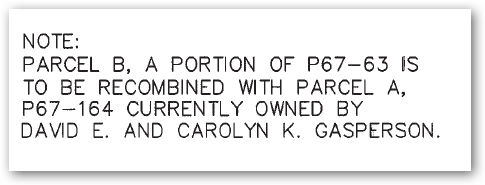 NOTE:
PARCEL B, A PORTION OF P67-63 IS
TO BE RECOMBINED WITH PARCEL A,
P67-164 CURRENTLY OWNED BY
DAVID E. AND CAROLYN K. GASPERSON.